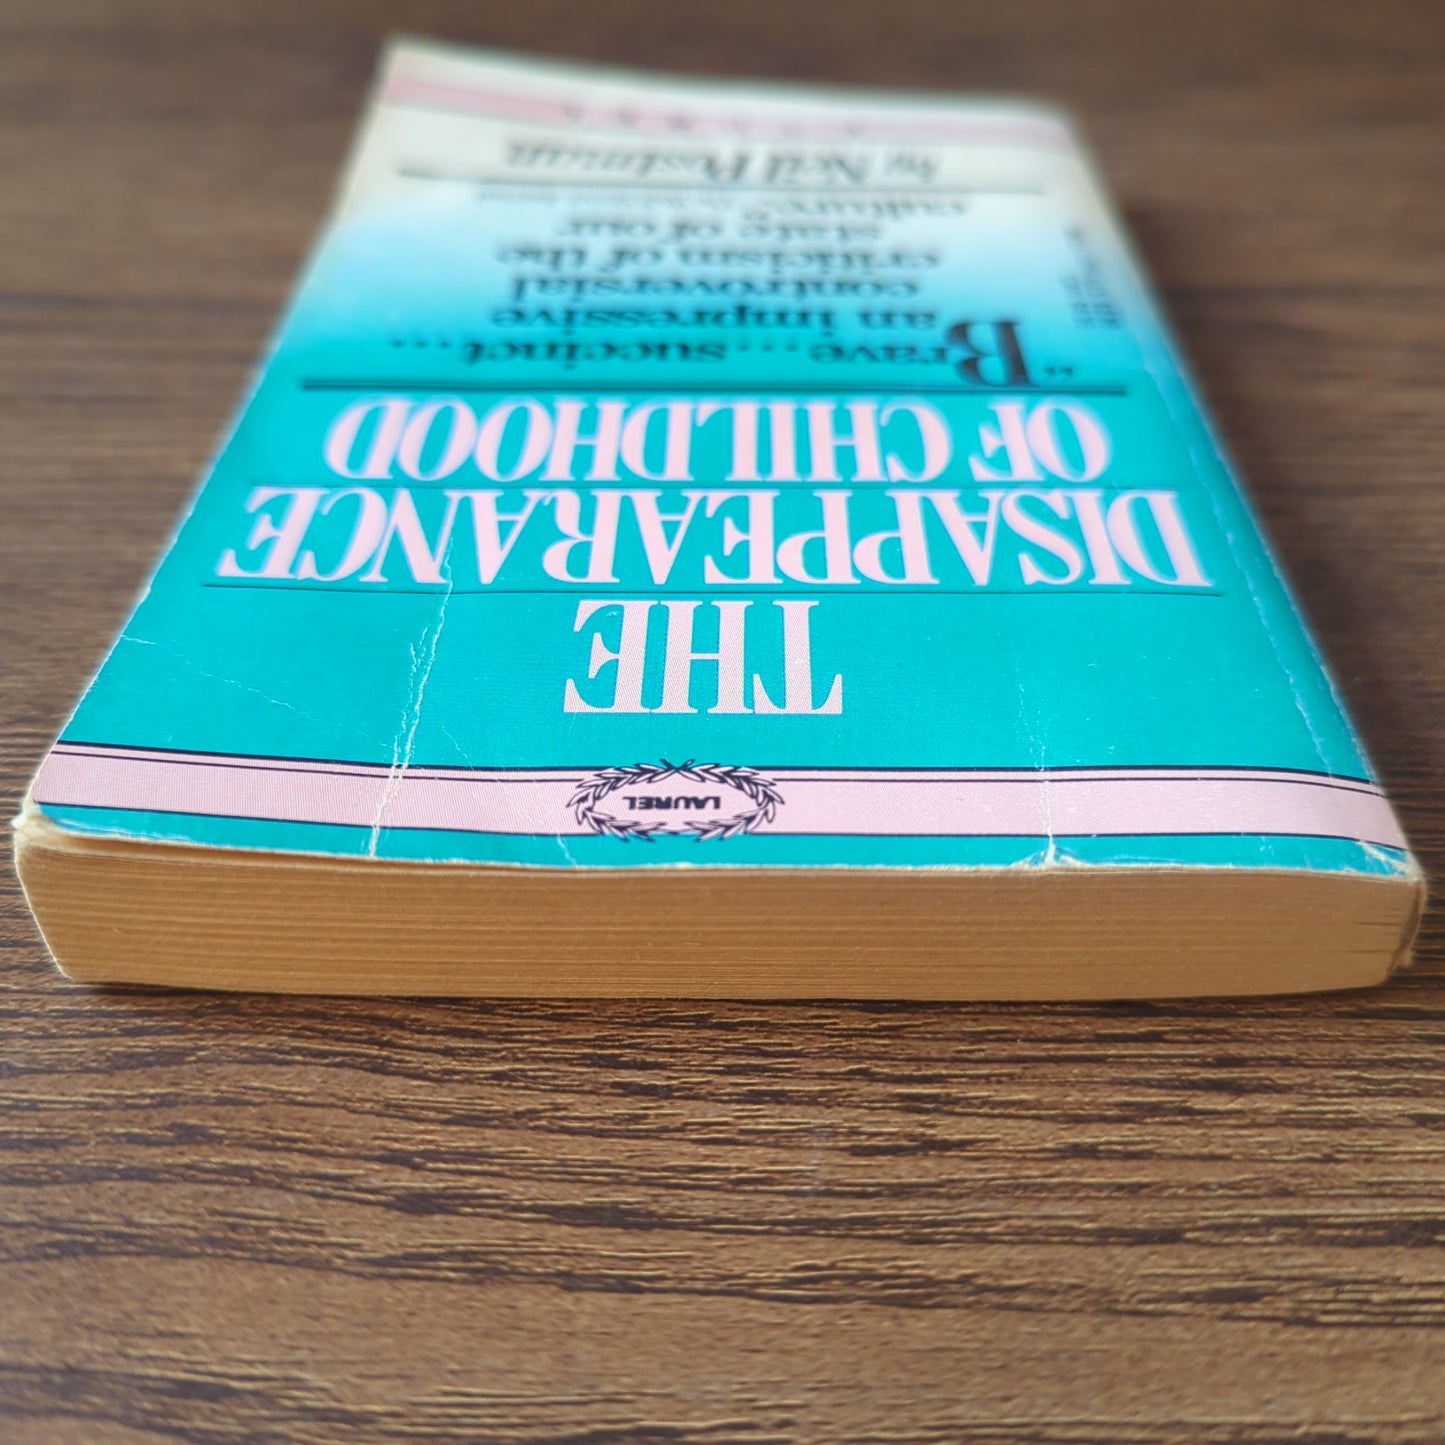 LAUREL
THE
DISAPPEARANCE
OF CHILDHOOD
"Brave...succinct...
an impressive
controversial
criticism of the
state of our
culture."
by Neil Postman